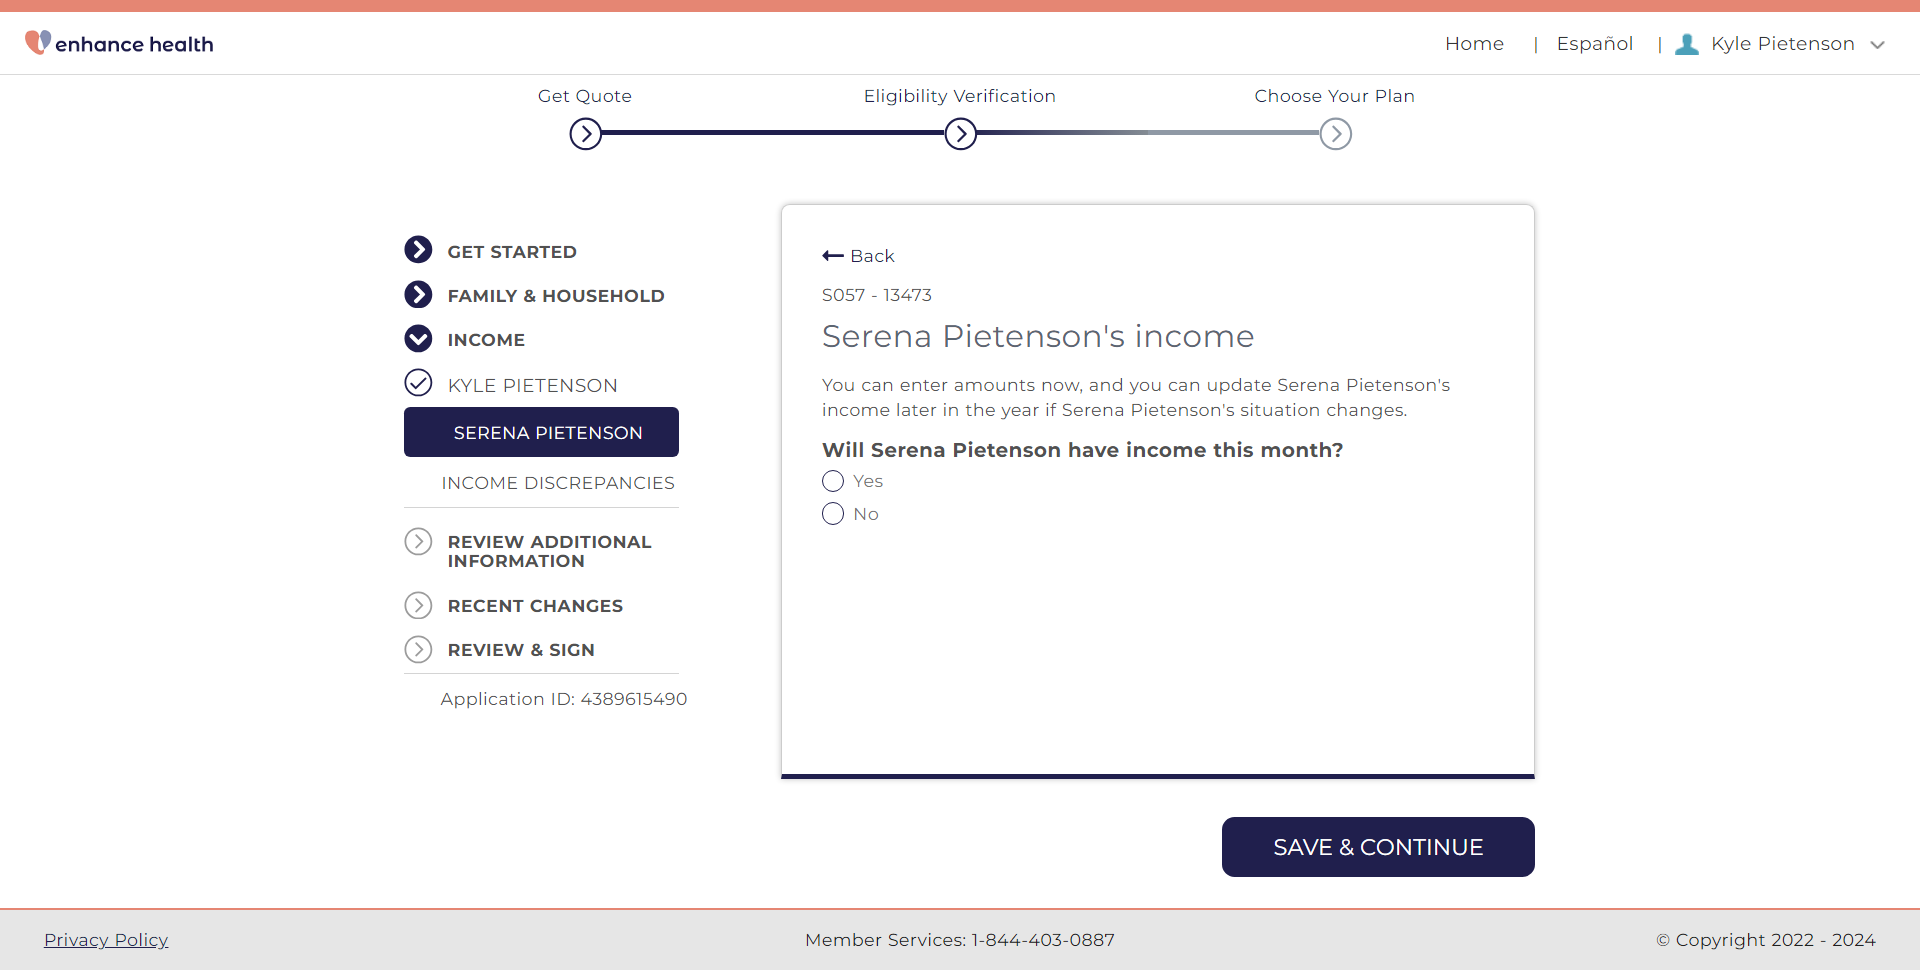 enhance health
Home | Español | Kyle Pietenson
Get Quote
Eligibility Verification
Choose Your Plan
GET STARTED
FAMILY & HOUSEHOLD
INCOME
KYLE PIETENSON
SERENA PIETENSON
INCOME DISCREPANCIES
REVIEW ADDITIONAL
INFORMATION
RECENT CHANGES
REVIEW & SIGN
Application ID: 4389615490
Back
S057 - 13473
Serena Pietenson's income
You can enter amounts now, and you can update Serena Pietenson's
income later in the year if Serena Pietenson's situation changes.
Will Serena Pietenson have income this month?
Yes
No
SAVE & CONTINUE
Privacy Policy
Member Services: 1-844-403-0887
© Copyright 2022 - 2024